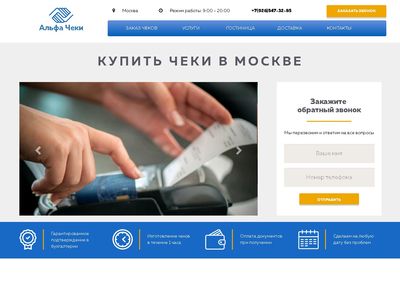 Альфа Чеки
Москва
Режим работы: 9:00 - 20:00
+7(926)547-32-95
ЗАКАЗАТЬ ЗВОНОК
ЗАКАЗ ЧЕКОВ
УСЛУГИ
ГОСТИНИЦА
ДОСТАВКА
КОНТАКТЫ
КУПИТЬ ЧЕКИ В МОСКВЕ
Закажите
обратный звонок
Мы перезвоним и ответим на все вопросы
Ваше имя
Номер телефона
ОТПРАВИТЬ
Гарантированное
подтверждение в
бухгалтерии
Изготовление чеков
в течение 1 часа
Оплата документов
при получении
Сделаем на любую
дату без проблем